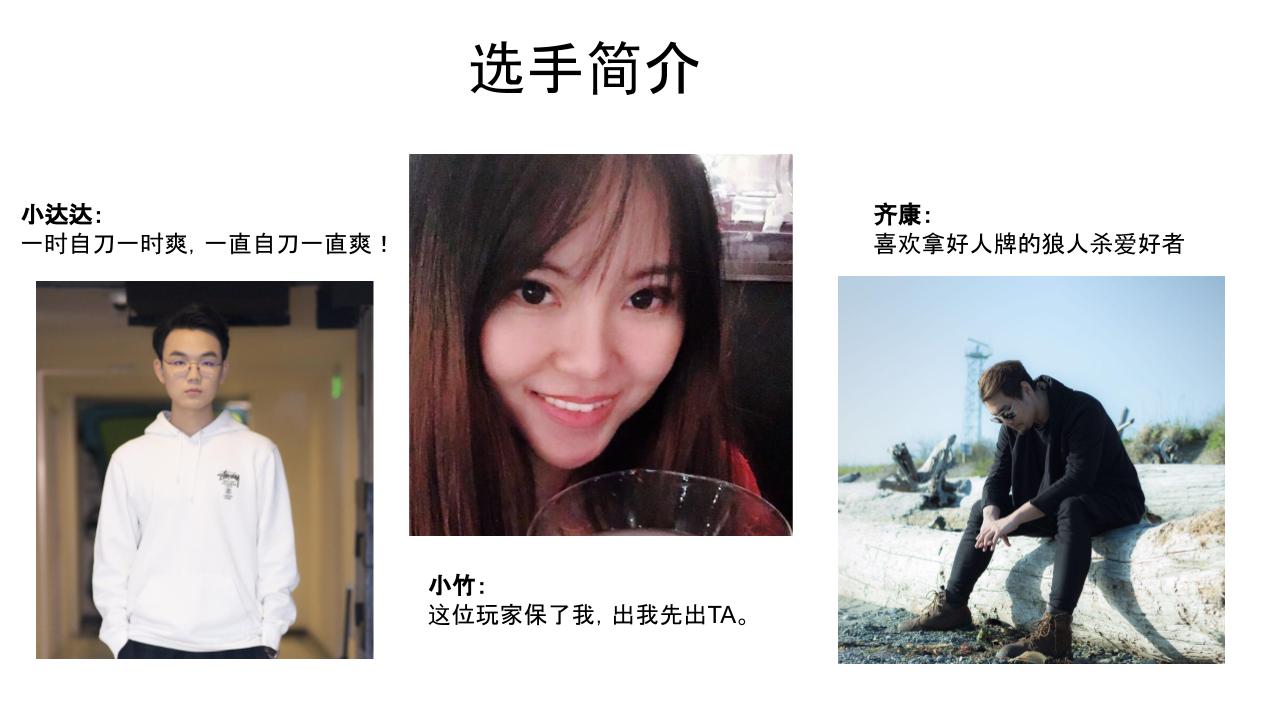 选手简介
小达达：
一时自刀一时爽，一直自刀一直爽！
小竹：
这位玩家保了我，出我先出TA。
齐康：
喜欢拿好人牌的狼人杀爱好者